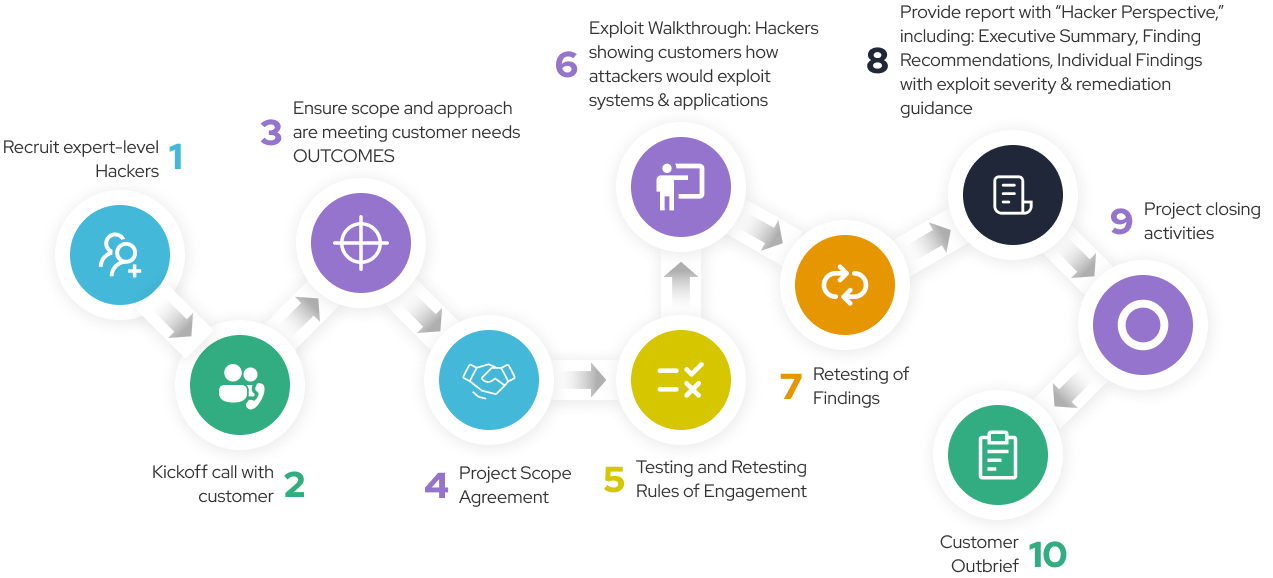 Recruit expert-level
Hackers
1
Kickoff call with
customer
2
3
Ensure scope and approach
are meeting customer needs
OUTCOMES
4
Project Scope
Agreement
5
Testing and Retesting
Rules of Engagement
6
Exploit Walkthrough: Hackers
showing customers how
attackers would exploit
systems & applications
7
Retesting of
Findings
8
Provide report with “Hacker Perspective,”
including: Executive Summary, Finding
Recommendations, Individual Findings
with exploit severity & remediation
guidance
9
Project closing
activities
Customer
Outbrief
10